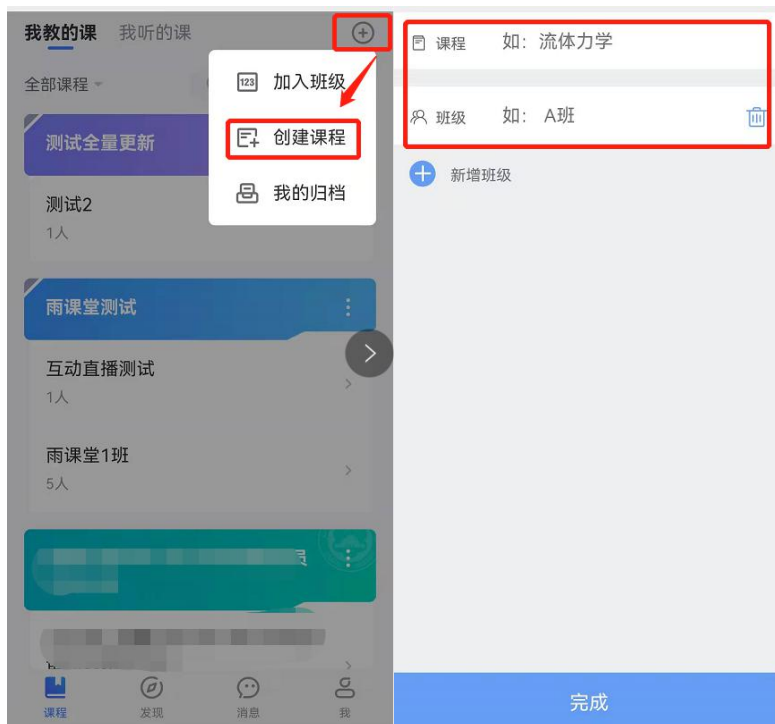 我教的课 我听的课
全部课程
加入班级
创建课程
我的归档
测试全量更新
测试2
1人
雨课堂测试
互动直播测试
1人
雨课堂1班
5人
员
课程 发现 消息 我
课程 如：流体力学
班级 如： A班
新增班级
完成